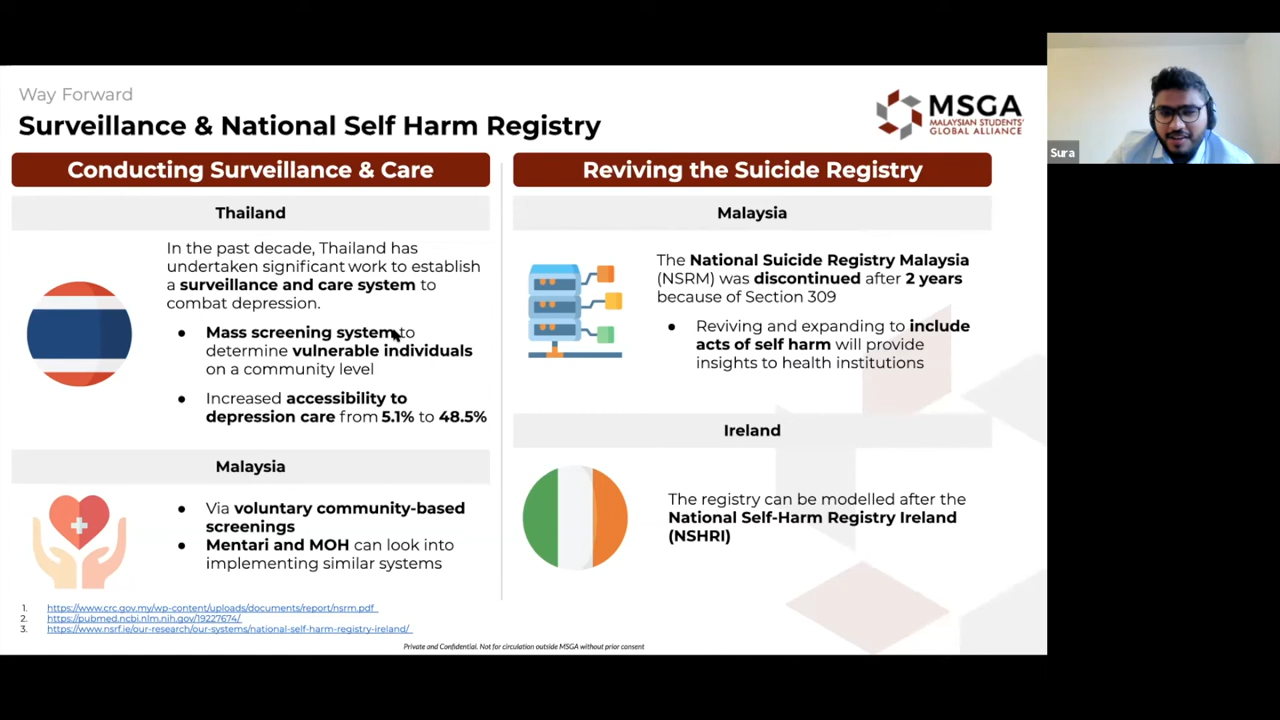 Way Forward
Surveillance & National Self Harm Registry
MSGA
MALAYSIAN STUDENTS'
GLOBAL ALLIANCE
Sura
Conducting Surveillance & Care
Thailand
In the past decade, Thailand has
undertaken significant work to establish
a surveillance and care system to
combat depression.
● Mass screening system to
determine vulnerable individuals
on a community level
● Increased accessibility to
depression care from 5.1% to 48.5%
Malaysia
● Via voluntary community-based
screenings
● Mentari and MOH can look into
implementing similar systems
Reviving the Suicide Registry
Malaysia
The National Suicide Registry Malaysia
(NSRM) was discontinued after 2 years
because of Section 309
● Reviving and expanding to include
acts of self harm will provide
insights to health institutions
Ireland
The registry can be modelled after the
National Self-Harm Registry Ireland
(NSHRI)
1. https://www.crc.gov.my/wp-content/uploads/documents/report/nsrm.pdf
2. https://pubmed.ncbi.nlm.nih.gov/19227674/
3. https://www.nsrf.ie/our-research/our-systems/national-self-harm-registry-ireland/
Private and Confidential. Not for circulation outside MSGA without prior consent